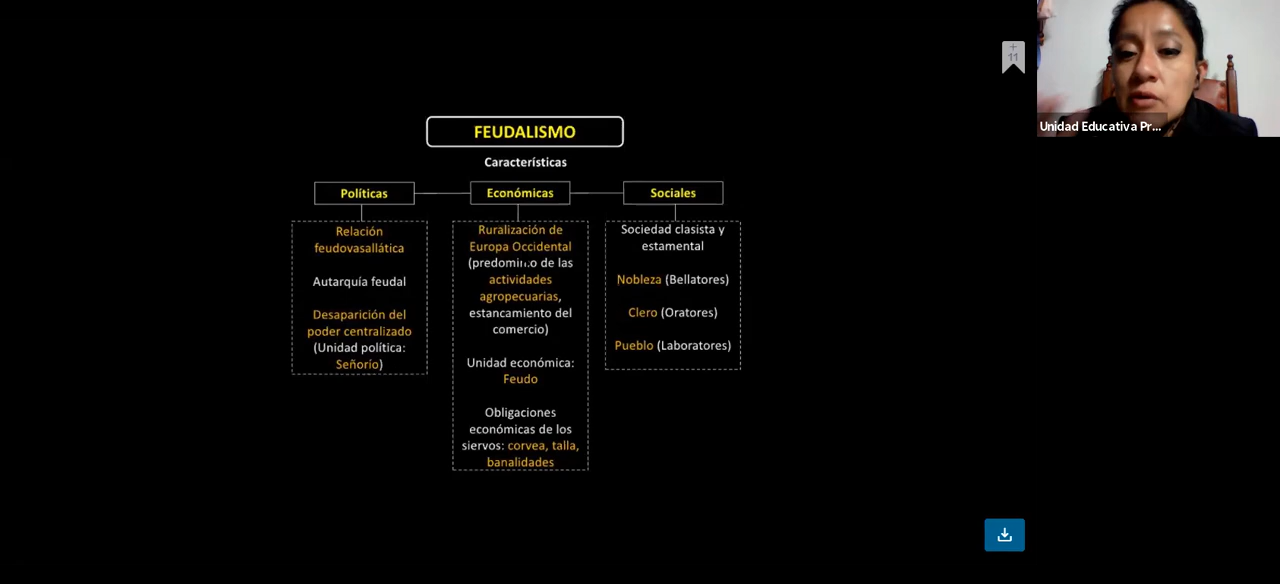 FEUDALISMO
Características
Políticas
Económicas
Sociales
Relación
feudovasallática
Autarquía feudal
Desaparición del
poder centralizado
(Unidad política:
Señorío)
Ruralización de
Europa Occidental
(predominio de las
actividades
agropecuarias,
estancamiento del
comercio)
Unidad económica:
Feudo
Obligaciones
económicas de los
siervos: corvea, talla,
banalidades
Sociedad clasista y
estamental
Nobleza (Bellatores)
Clero (Oratores)
Pueblo (Laboratores)
+
11
Unidad Educativa Pr...